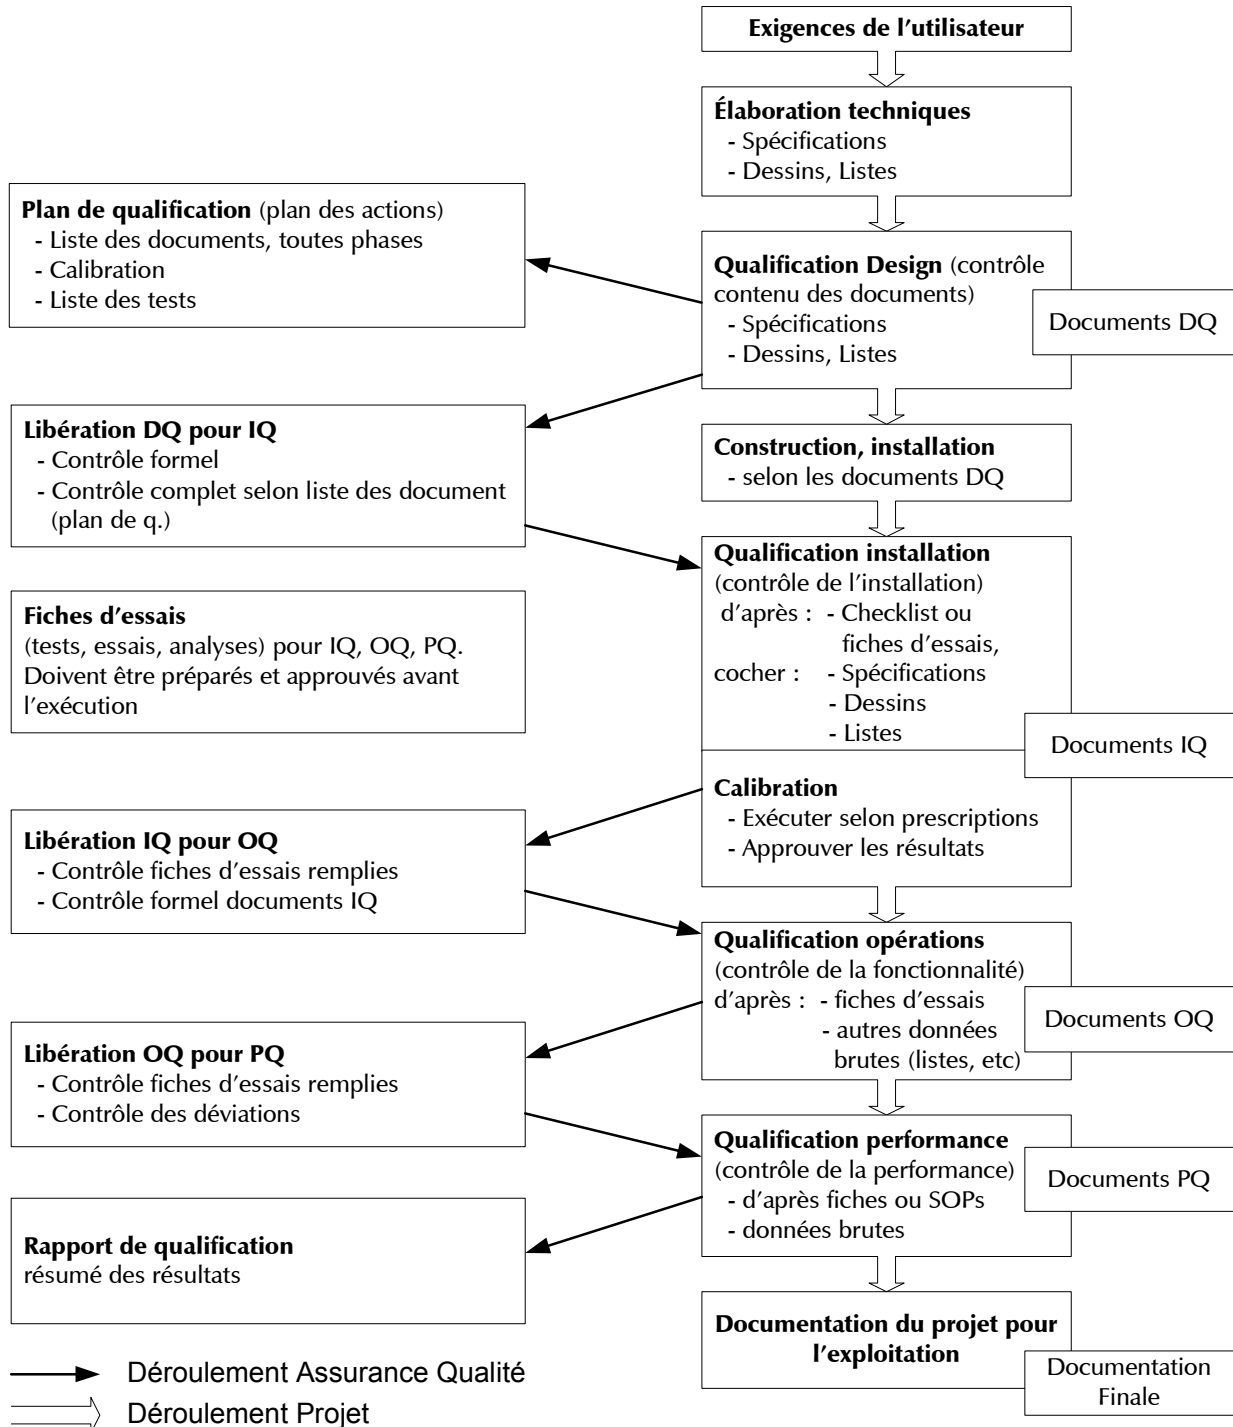 Exigences de l'utilisateur
Élaboration techniques
- Spécifications
- Dessins, Listes
Plan de qualification (plan des actions)
- Liste des documents, toutes phases
- Calibration
- Liste des tests
Qualification Design (contrôle
contenu des documents)
- Spécifications
- Dessins, Listes
Documents DQ
Libération DQ pour IQ
- Contrôle formel
- Contrôle complet selon liste des document
(plan de q.)
Construction, installation
- selon les documents DQ
Qualification installation
(contrôle de l'installation)
d'après : - Checklist ou
fiches d'essais,
cocher : - Spécifications
- Dessins
- Listes
Documents IQ
Fiches d'essais
(tests, essais, analyses) pour IQ, OQ, PQ.
Doivent être préparés et approuvés avant
l'exécution
Calibration
- Exécuter selon prescriptions
- Approuver les résultats
Libération IQ pour OQ
- Contrôle fiches d'essais remplies
- Contrôle formel documents IQ
Qualification opérations
(contrôle de la fonctionnalité)
d'après : - fiches d'essais
- autres données
brutes (listes, etc)
Documents OQ
Libération OQ pour PQ
- Contrôle fiches d'essais remplies
- Contrôle des déviations
Qualification performance
(contrôle de la performance)
- d'après fiches ou SOPs
- données brutes
Documents PQ
Rapport de qualification
résumé des résultats
Documentation du projet pour
l'exploitation
Documentation
Finale
Déroulement Assurance Qualité
Déroulement Projet